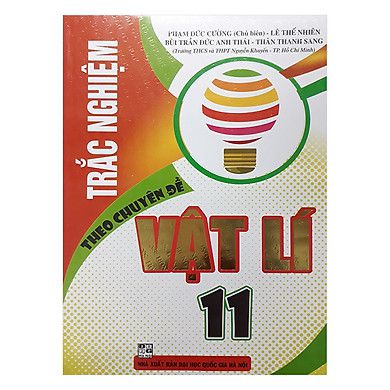 PHẠM ĐỨC CƯỜNG (Chủ biên) - LÊ THẾ NHIÊN
BÙI TRẦN ĐỨC ANH THÁI - THÂN THANH SANG
(Trường THCS và THPT Nguyễn Khuyến - TP. Hồ Chí Minh)
TRẮC NGHIỆM
THEO CHUYÊN ĐỀ
VẬT LÍ
11
NHÀ XUẤT BẢN ĐẠI HỌC QUỐC GIA HÀ NỘI